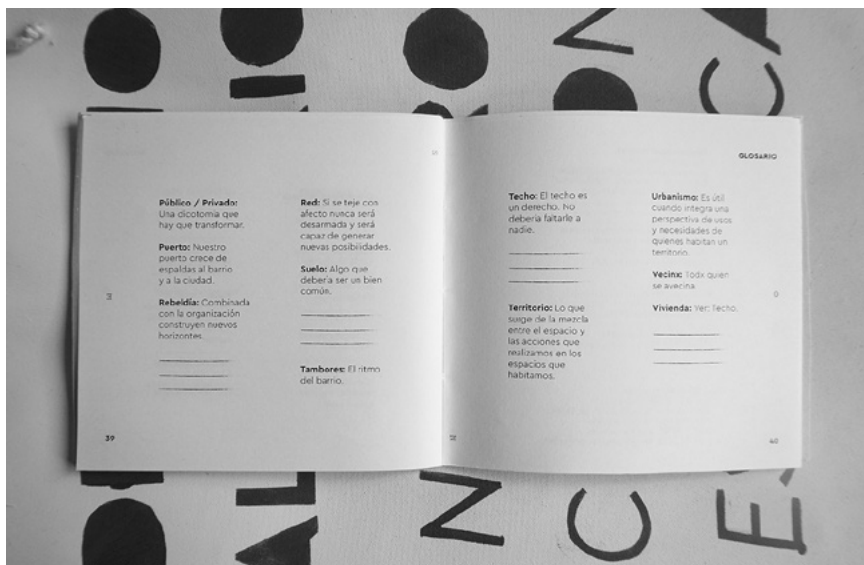 Público / Privado:
Una dicotomía que
hay que transformar.
Puerto: Nuestro
puerto crece de
espaldas al barrio
y a la ciudad.
Rebeldía: Combinada
con la organización
construyen nuevos
horizontes.
39
Red: Si se teje con
afecto nunca será
desarmada y será
capaz de generar
nuevas posibilidades.
Suelo: Algo que
debería ser un bien
común.
Tambores: El ritmo
del barrio.
GLOSARIO
Techo: El techo es
un derecho. No
debería faltarle a
nadie.
Territorio: Lo que
surge de la mezcla
entre el espacio y
las acciones que
realizamos en los
espacios que
habitamos.
Urbanismo: Es útil
cuando integra una
perspectiva de usos
y necesidades de
quienes habitan un
territorio.
Vecinx: Todx quien
se avecina.
Vivienda: Ver: Techo.
40